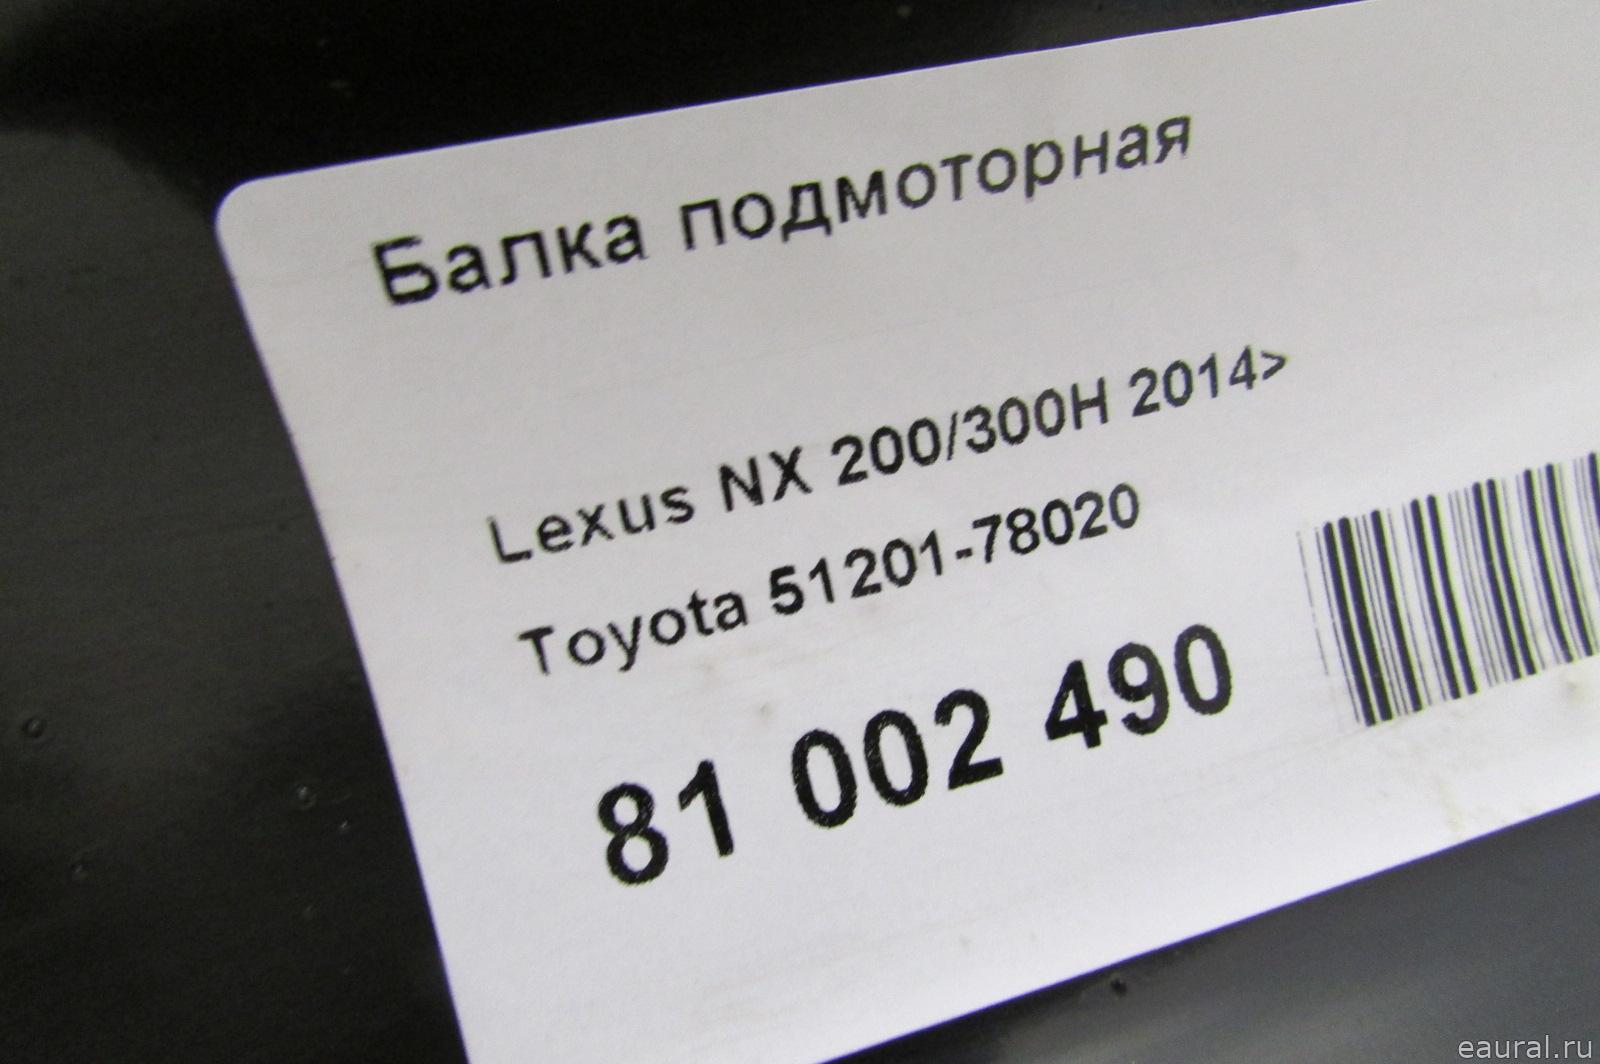 Балка подмоторная
Lexus NX 200/300H 2014>
Toyota 51201-78020
81 002 490
eaural.ru